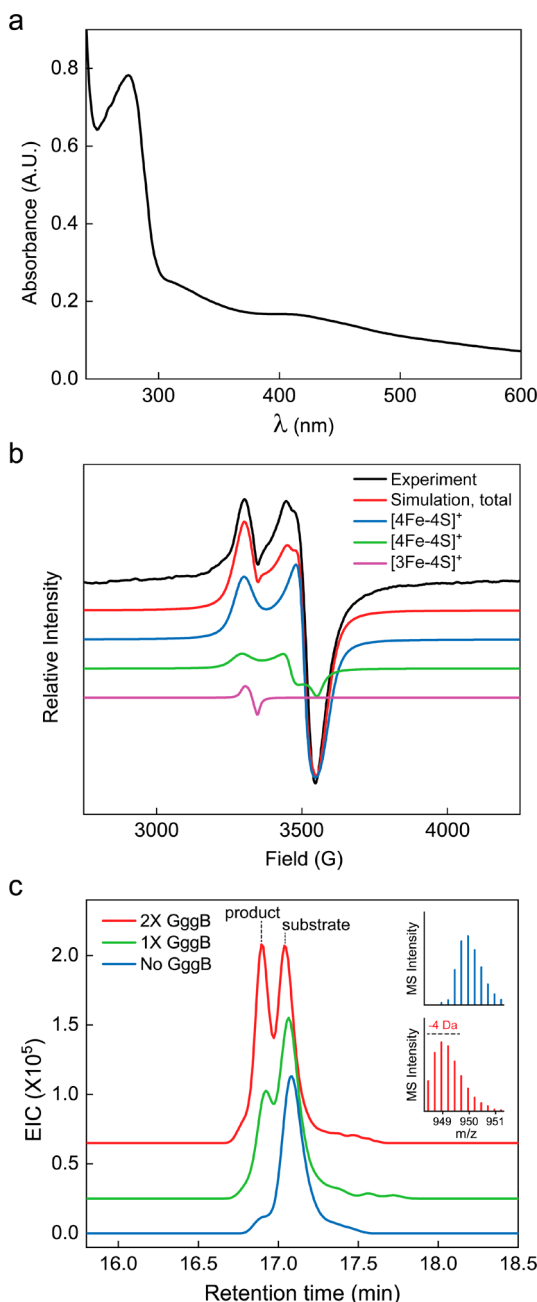 a
0.8
0.6
0.4
0.2
0.0
Absorbance (A.U.)
300
400
500
600
λ (nm)
b
Experiment
Simulation, total
[4Fe-4S]⁺
[4Fe-4S]⁺
[3Fe-4S]⁺
Relative Intensity
3000
3500
4000
Field (G)
c
2X GggB
1X GggB
No GggB
product
substrate
MS Intensity
-4 Da
MS Intensity
949
950
951
m/z
2.0
1.5
1.0
0.5
0.0
EIC (X10⁵)
16.0
16.5
17.0
17.5
18.0
18.5
Retention time (min)